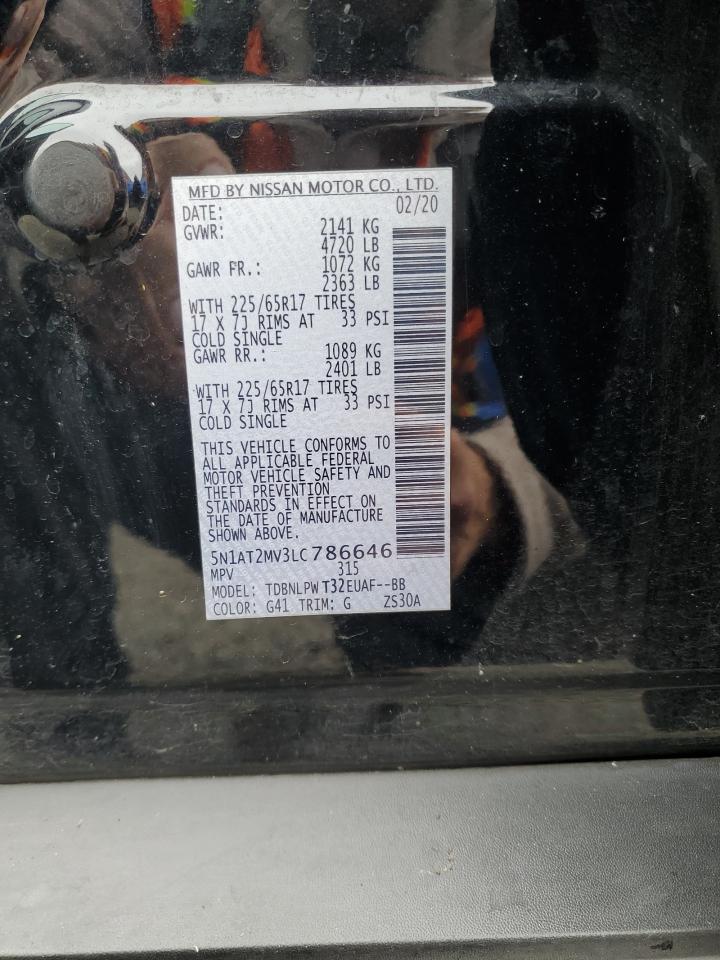 MFD BY NISSAN MOTOR CO., LTD.
DATE: 02/20
GVWR: 2141 KG
4720 LB
GAWR FR.: 1072 KG
2363 LB
WITH 225/65R17 TIRES
17 X 7J RIMS AT 33 PSI
COLD SINGLE
GAWR RR.: 1089 KG
2401 LB
WITH 225/65R17 TIRES
17 X 7J RIMS AT 33 PSI
COLD SINGLE
THIS VEHICLE CONFORMS TO
ALL APPLICABLE FEDERAL
MOTOR VEHICLE SAFETY AND
THEFT PREVENTION
STANDARDS IN EFFECT ON
THE DATE OF MANUFACTURE
SHOWN ABOVE.
5N1AT2MV3LC786646
MPV 315
MODEL: TDBNLPW T32EUAF--BB
COLOR: G41 TRIM: G ZS30A